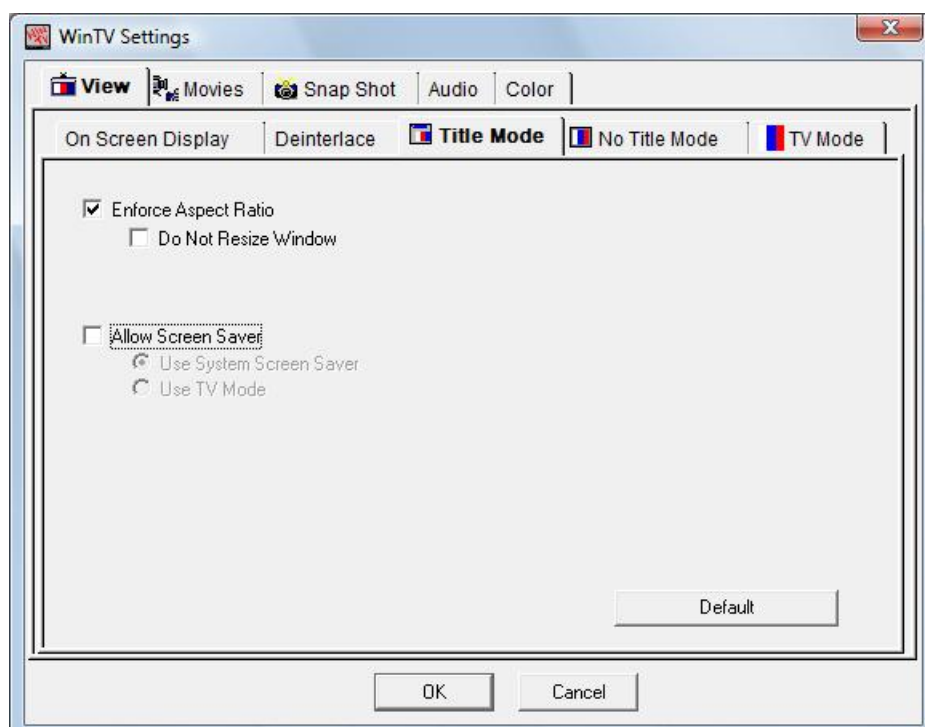 WinTV Settings
View Movies Snap Shot Audio Color
On Screen Display Deinterlace Title Mode No Title Mode TV Mode
Enforce Aspect Ratio
Do Not Resize Window
Allow Screen Saver
Use System Screen Saver
Use TV Mode
Default
OK Cancel